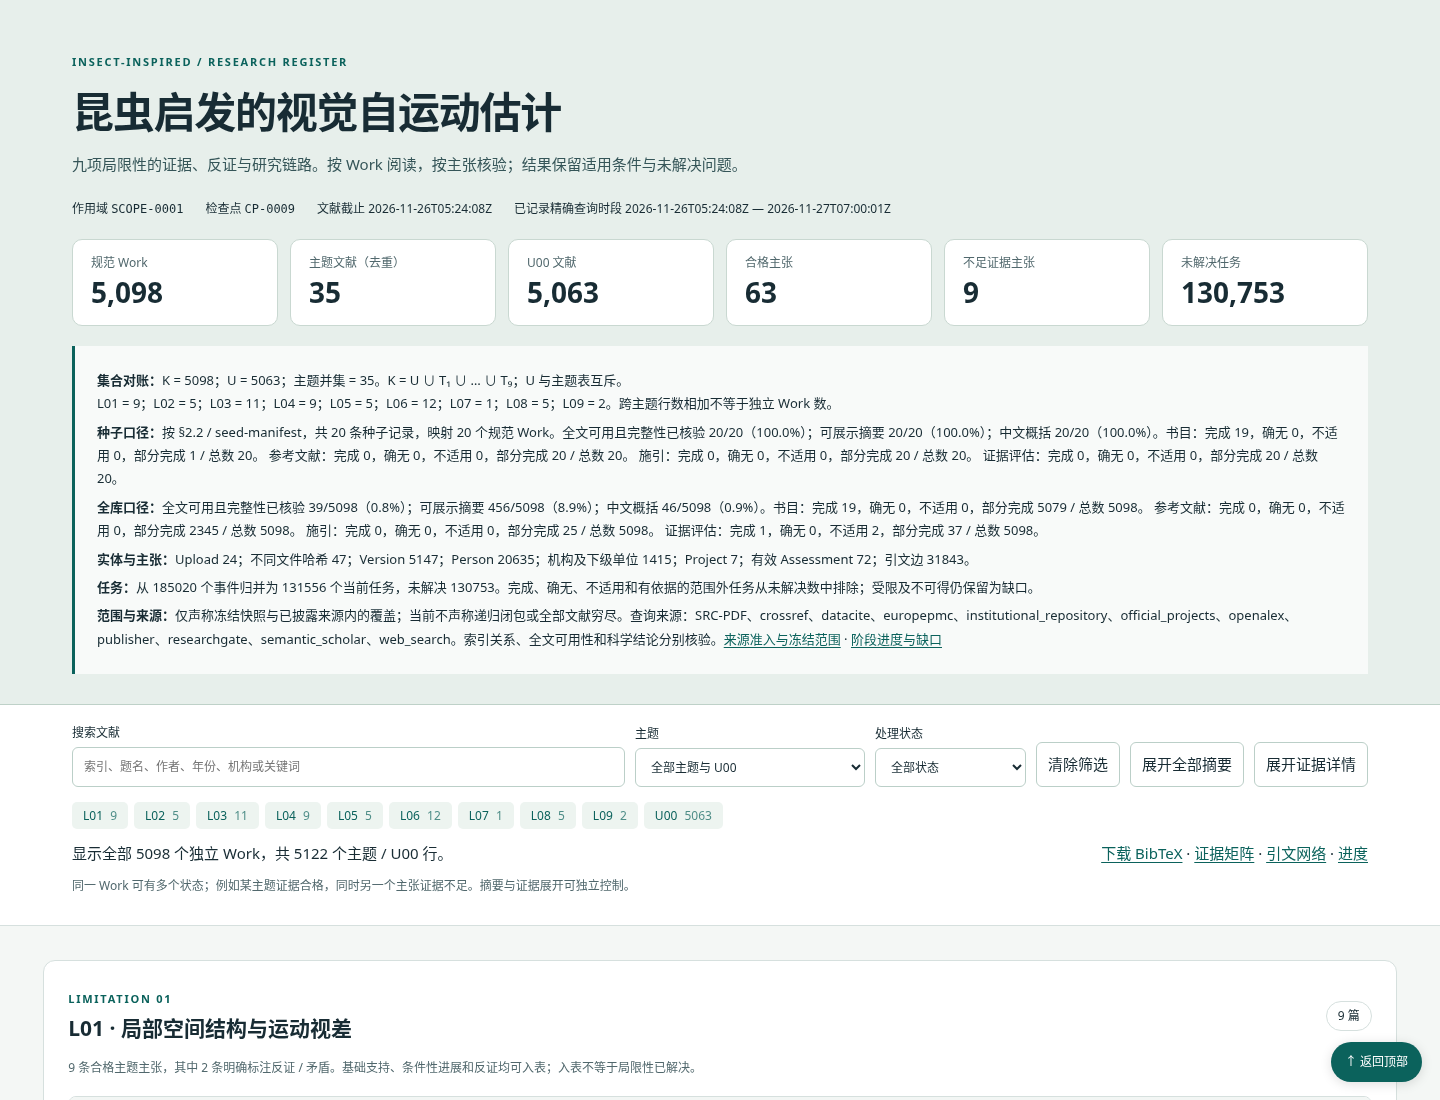 INSECT-INSPIRED / RESEARCH REGISTER
昆虫启发的视觉自运动估计
九项局限性的证据、反证与研究链路。按 Work 阅读，按主张核验；结果保留适用条件与未解决问题。
作用域 SCOPE-0001 检查点 CP-0009 文献截止 2026-11-26T05:24:08Z 已记录精确查询时段 2026-11-26T05:24:08Z — 2026-11-27T07:00:01Z
规范 Work 主题文献（去重） U00 文献 合格主张 不足证据主张 未解决任务
5,098 35 5,063 63 9 130,753
集合对账：K = 5098；U = 5063；主题并集 = 35。K = U ∪ T₁ ∪ … ∪ T₉；U 与主题表互斥。
L01 = 9；L02 = 5；L03 = 11；L04 = 9；L05 = 5；L06 = 12；L07 = 1；L08 = 5；L09 = 2。跨主题行数相加不等于独立 Work 数。
种子口径：按 §2.2 / seed-manifest，共 20 条种子记录，映射 20 个规范 Work。全文可用且完整性已核验 20/20（100.0%）；可展示摘要 20/20（100.0%）；中文概括 20/20（100.0%）。书目：完成 19，确无 0，不适
用 0，部分完成 1 / 总数 20。 参考文献：完成 0，确无 0，不适用 0，部分完成 20 / 总数 20。 施引：完成 0，确无 0，不适用 0，部分完成 20 / 总数 20。 证据评估：完成 0，确无 0，不适用 0，部分完成 20 / 总数
20。
全库口径：全文可用且完整性已核验 39/5098（0.8%）；可展示摘要 456/5098（8.9%）；中文概括 46/5098（0.9%）。书目：完成 19，确无 0，不适用 0，部分完成 5079 / 总数 5098。 参考文献：完成 0，确无 0，不适
用 0，部分完成 2345 / 总数 5098。 施引：完成 0，确无 0，不适用 0，部分完成 25 / 总数 5098。 证据评估：完成 1，确无 0，不适用 2，部分完成 37 / 总数 5098。
实体与主张：Upload 24；不同文件哈希 47；Version 5147；Person 20635；机构及下级单位 1415；Project 7；有效 Assessment 72；引文边 31843。
任务：从 185020 个事件归并为 131556 个当前任务，未解决 130753。完成、确无、不适用和有依据的范围外任务从未解决数中排除；受限及不可得仍保留为缺口。
范围与来源：仅声称冻结快照与已披露来源内的覆盖；当前不声称递归闭包或全部文献穷尽。查询来源：SRC-PDF、crossref、datacite、europepmc、institutional_repository、official_projects、openalex、
publisher、researchgate、semantic_scholar、web_search。索引关系、全文可用性和科学结论分别核验。来源准入与冻结范围 · 阶段进度与缺口
搜索文献 主题 处理状态
索引、题名、作者、年份、机构或关键词 全部主题与 U00 全部状态 清除筛选 展开全部摘要 展开证据详情
L01 9 L02 5 L03 11 L04 9 L05 5 L06 12 L07 1 L08 5 L09 2 U00 5063
显示全部 5098 个独立 Work，共 5122 个主题 / U00 行。 下载 BibTeX · 证据矩阵 · 引文网络 · 进度
同一 Work 可有多个状态；例如某主题证据合格，同时另一个主张证据不足。摘要与证据展开可独立控制。
LIMITATION 01
L01 · 局部空间结构与运动视差
9 篇
9 条合格主题主张，其中 2 条明确标注反证 / 矛盾。基础支持、条件性进展和反证均可入表；入表不等于局限性已解决。
↑ 返回顶部